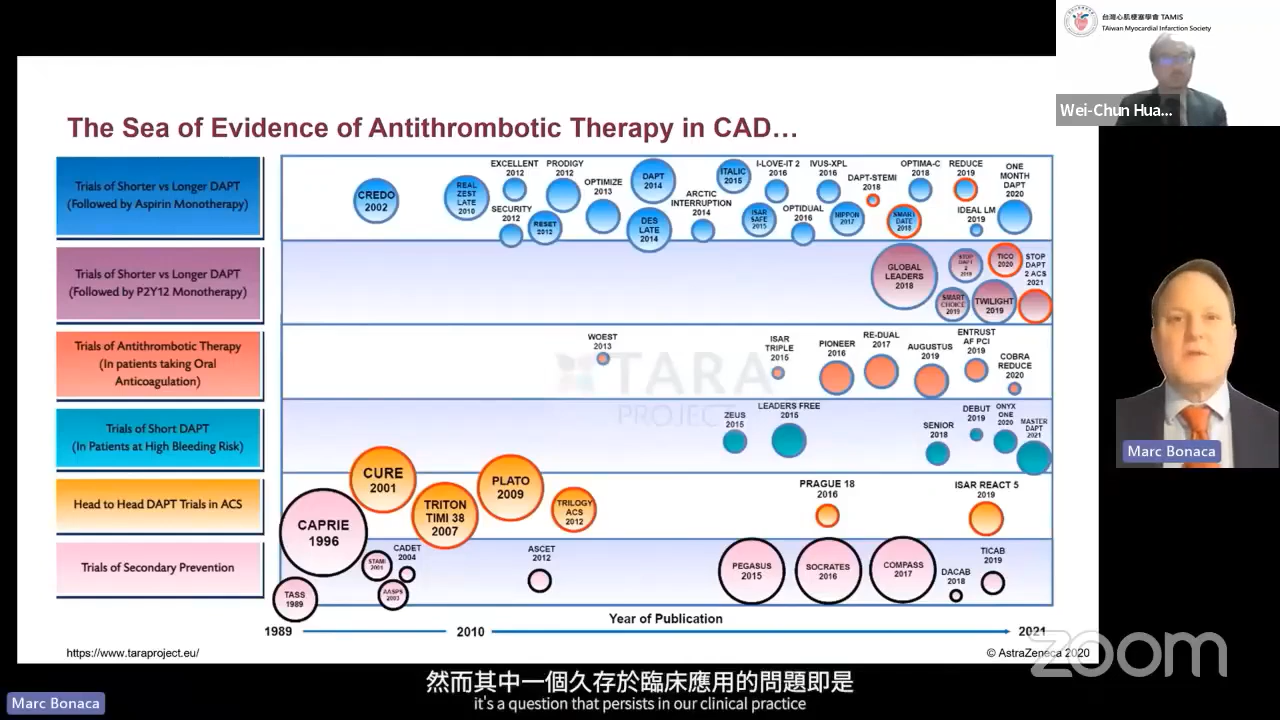 台灣心肌梗塞學會 TAMIS
TAiwan Myocardial Infarction Society
Wei-Chun Hua...
The Sea of Evidence of Antithrombotic Therapy in CAD…
Trials of Shorter vs Longer DAPT
(Followed by Aspirin Monotherapy)
CREDO
2002
REAL
ZEST
LATE
2010
EXCELLENT
2012
SECURITY
2012
PRODIGY
2012
RESET
2012
OPTIMIZE
2013
DAPT
2014
DES
LATE
2014
ARCTIC
INTERRUPTION
2014
ITALIC
2015
ISAR
SAFE
2015
I-LOVE-IT 2
2016
OPTIDUAL
2016
IVUS-XPL
2016
NIPPON
2017
DAPT-STEMI
2018
SMART
DATE
2018
OPTIMA-C
2018
REDUCE
2019
IDEAL LM
2019
ONE
MONTH
DAPT
2020
Trials of Shorter vs Longer DAPT
(Followed by P2Y12 Monotherapy)
GLOBAL
LEADERS
2018
STOP
DAPT
2
2019
SMART
CHOICE
2019
TICO
2020
TWILIGHT
2019
STOP
DAPT
2 ACS
2021
Trials of Antithrombotic Therapy
(In patients taking Oral
Anticoagulation)
WOEST
2013
ISAR
TRIPLE
2015
PIONEER
2016
RE-DUAL
2017
AUGUSTUS
2019
ENTRUST
AF PCI
2019
COBRA
REDUCE
2020
TARA
PROJECT
Trials of Short DAPT
(In Patients at High Bleeding Risk)
ZEUS
2015
LEADERS FREE
2015
SENIOR
2018
DEBUT
2019
ONYX
ONE
2020
MASTER
DAPT
2021
Head to Head DAPT Trials in ACS
CURE
2001
TRITON
TIMI 38
2007
PLATO
2009
TRILOGY
ACS
2012
PRAGUE 18
2016
ISAR REACT 5
2019
Trials of Secondary Prevention
CAPRIE
1996
TASS
1989
STAMI
2001
CADET
2004
AASPS
2003
ASCET
2012
PEGASUS
2015
SOCRATES
2016
COMPASS
2017
DACAB
2018
TICAB
2019
Year of Publication
1989
2010
2021
https://www.taraproject.eu/
© AstraZeneca 2020
Marc Bonaca
zoom
然而其中一個久存於臨床應用的問題即是
it's a question that persists in our clinical practice
Marc Bonaca